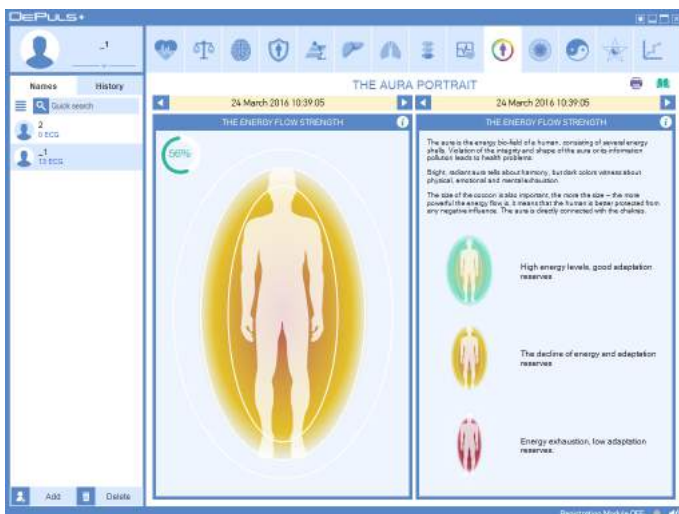 DePuls+
_1
Names
History
Quick search
2
0 ECG
_1
13 ECG
Add
Delete
THE AURA PORTRAIT
24 March 2016 10:39:05
24 March 2016 10:39:05
THE ENERGY FLOW STRENGTH
56%
THE ENERGY FLOW STRENGTH
The aura is the energy bio-field of a human, consisting of several energy
shells. Violation of the integrity and shape of the aura or its information
pollution leads to health problems.
Bright, radiant aura tells about harmony, but dark colors witness about
physical, emotional and mental exhaustion.
The size of the cocoon is also important, the more the size – the more
powerful the energy flow is, it means that the human is better protected from
any negative influence. The aura is directly connected with the chakras.
High energy levels, good adaptation
reserves
The decline of energy and adaptation
reserves
Energy exhaustion, low adaptation
reserves.
Registration Module OFF